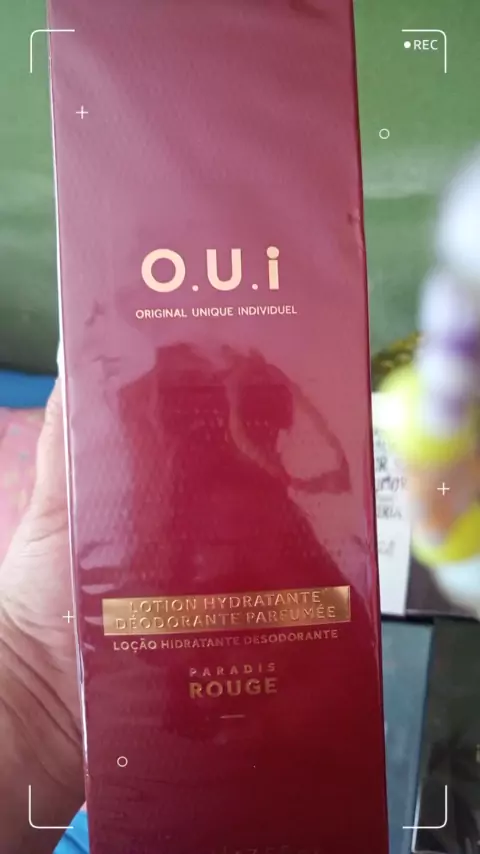 REC
O.U.i
ORIGINAL UNIQUE INDIVIDUEL
LOTION HYDRATANTE
DÉODORANTE PARFUMÉE
LOÇÃO HIDRATANTE DESODORANTE
PARADIS
ROUGE